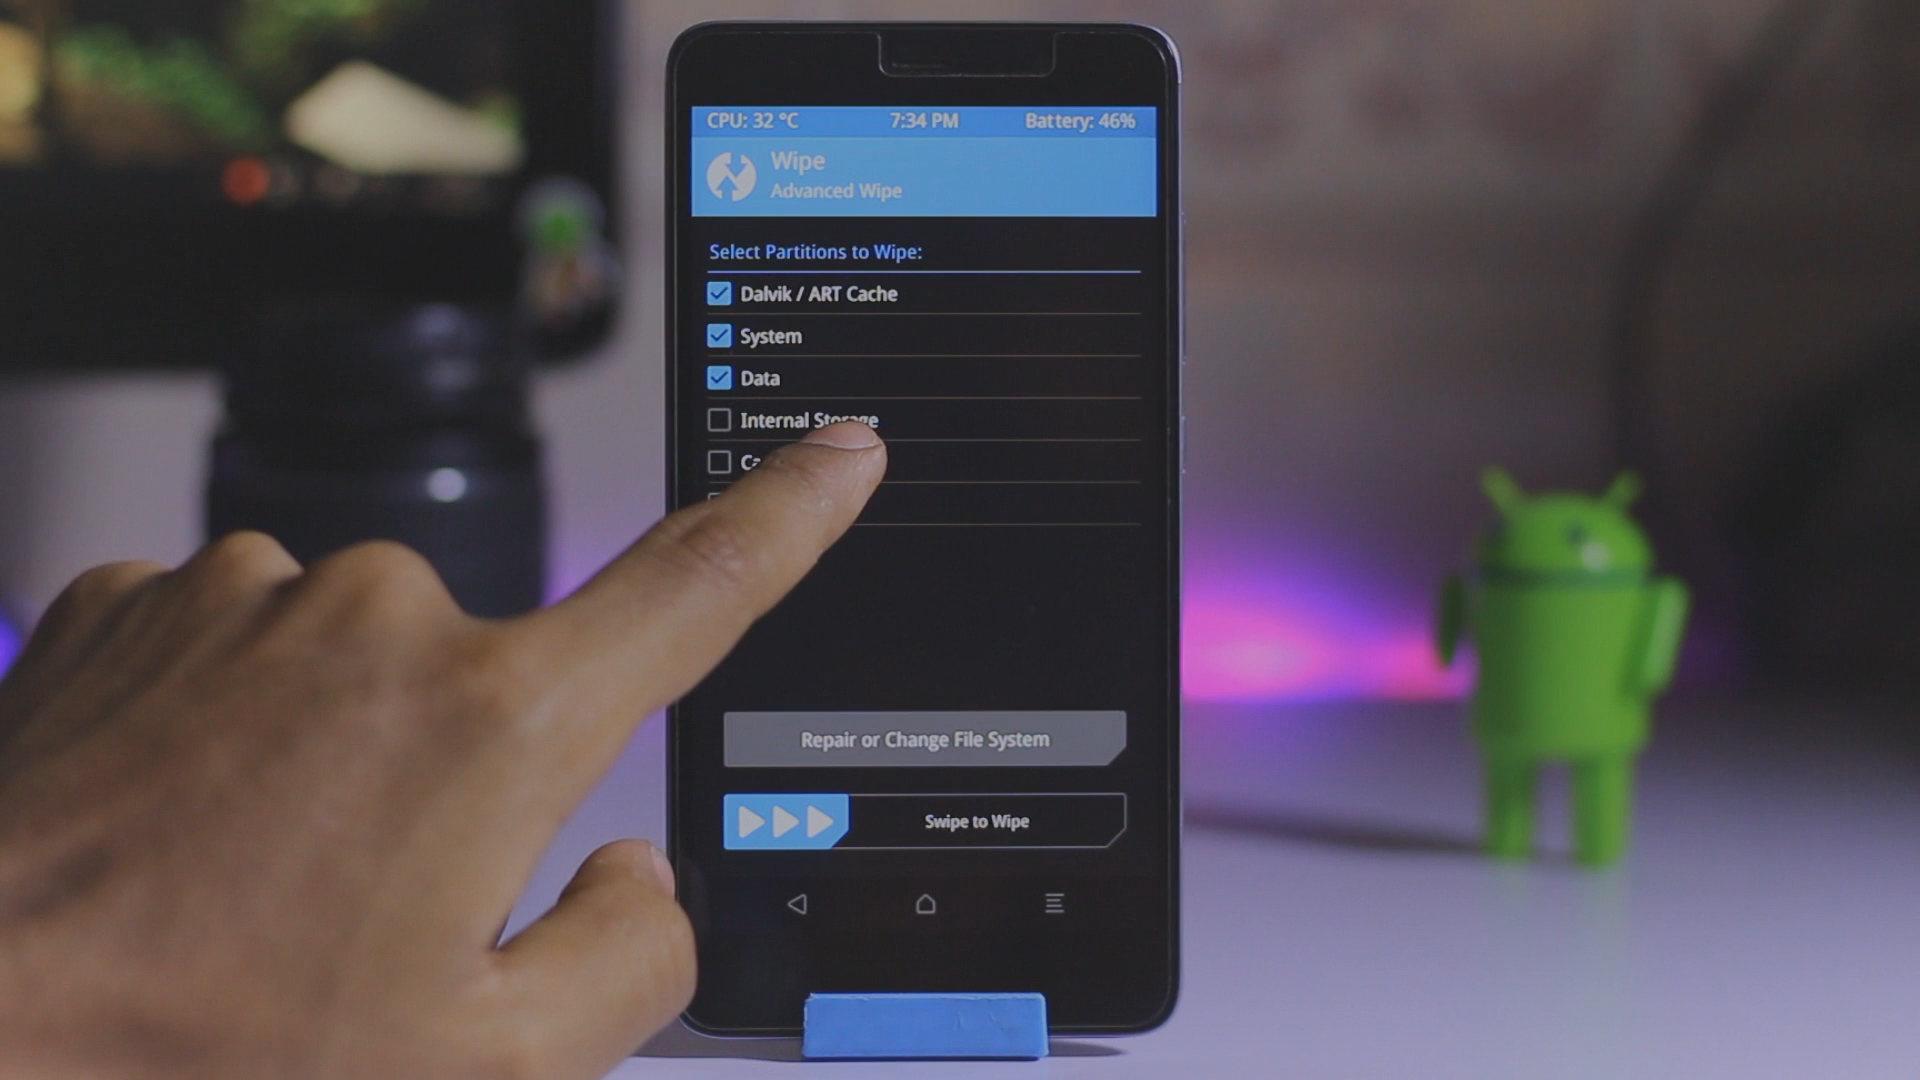 CPU: 32 °C 7:34 PM Battery: 46%
Wipe
Advanced Wipe
Select Partitions to Wipe:
Dalvik / ART Cache
System
Data
Internal Storage
Repair or Change File System
Swipe to Wipe